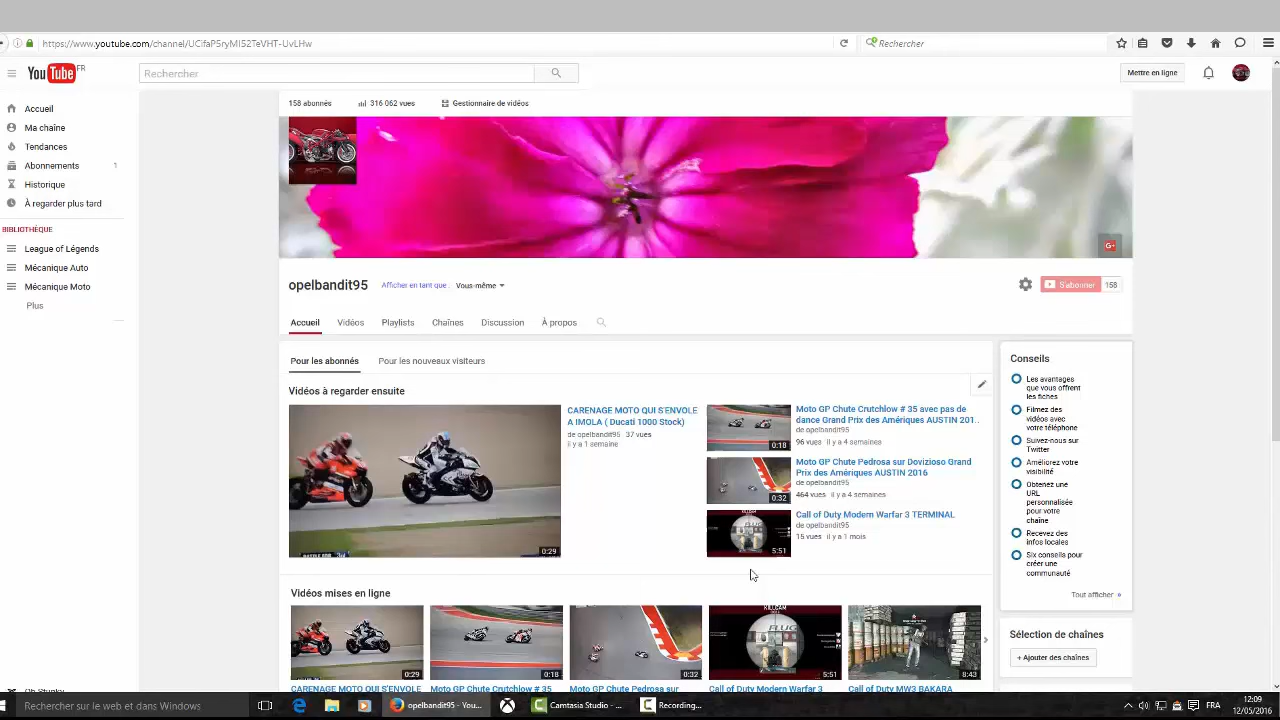 https://www.youtube.com/channel/UCifaP5ryMI52TeVHT-UvLHw
Rechercher
YouTube FR
Rechercher
Mettre en ligne
Accueil
Ma chaîne
Tendances
Abonnements 1
Historique
À regarder plus tard
BIBLIOTHÈQUE
League of Légends
Mécanique Auto
Mécanique Moto
Plus
158 abonnés
316 062 vues
Gestionnaire de vidéos
G+
opelbandit95
Afficher en tant que .
Vous-même
S'abonner
158
Accueil
Vidéos
Playlists
Chaînes
Discussion
À propos
Pour les abonnés
Pour les nouveaux visiteurs
Vidéos à regarder ensuite
0:29
CARENAGE MOTO QUI S'ENVOLE
A IMOLA ( Ducati 1000 Stock)
de opelbandit95 37 vues
il y a 1 semaine
0:18
Moto GP Chute Crutchlow # 35 avec pas de
dance Grand Prix des Amériques AUSTIN 201..
de opelbandit95
96 vues il y a 4 semaines
0:32
Moto GP Chute Pedrosa sur Dovizioso Grand
Prix des Amériques AUSTIN 2016
de opelbandit95
464 vues il y a 4 semaines
5:51
Call of Duty Modern Warfar 3 TERMINAL
de opelbandit95
15 vues il y a 1 mois
Vidéos mises en ligne
0:29
0:18
0:32
KILLCAM
5:51
8:43
CARENAGE MOTO QUI S'ENVOLE
Moto GP Chute Crutchlow # 35
Moto GP Chute Pedrosa sur
Call of Duty Modern Warfar 3
Call of Duty MW3 BAKARA
Conseils
Les avantages
que vous offrent
les fiches
Filmez des
vidéos avec
votre téléphone
Suivez-nous sur
Twitter
Améliorez votre
visibilité
Obtenez une
URL
personnalisée
pour votre
chaîne
Recevez des
infos locales
Six conseils pour
créer une
communauté
Tout afficher »
Sélection de chaînes
+ Ajouter des chaînes
Rechercher sur le web et dans Windows
opelbandit95 - You...
Camtasia Studio - ...
Recording...
FRA
12:09
12/05/2016